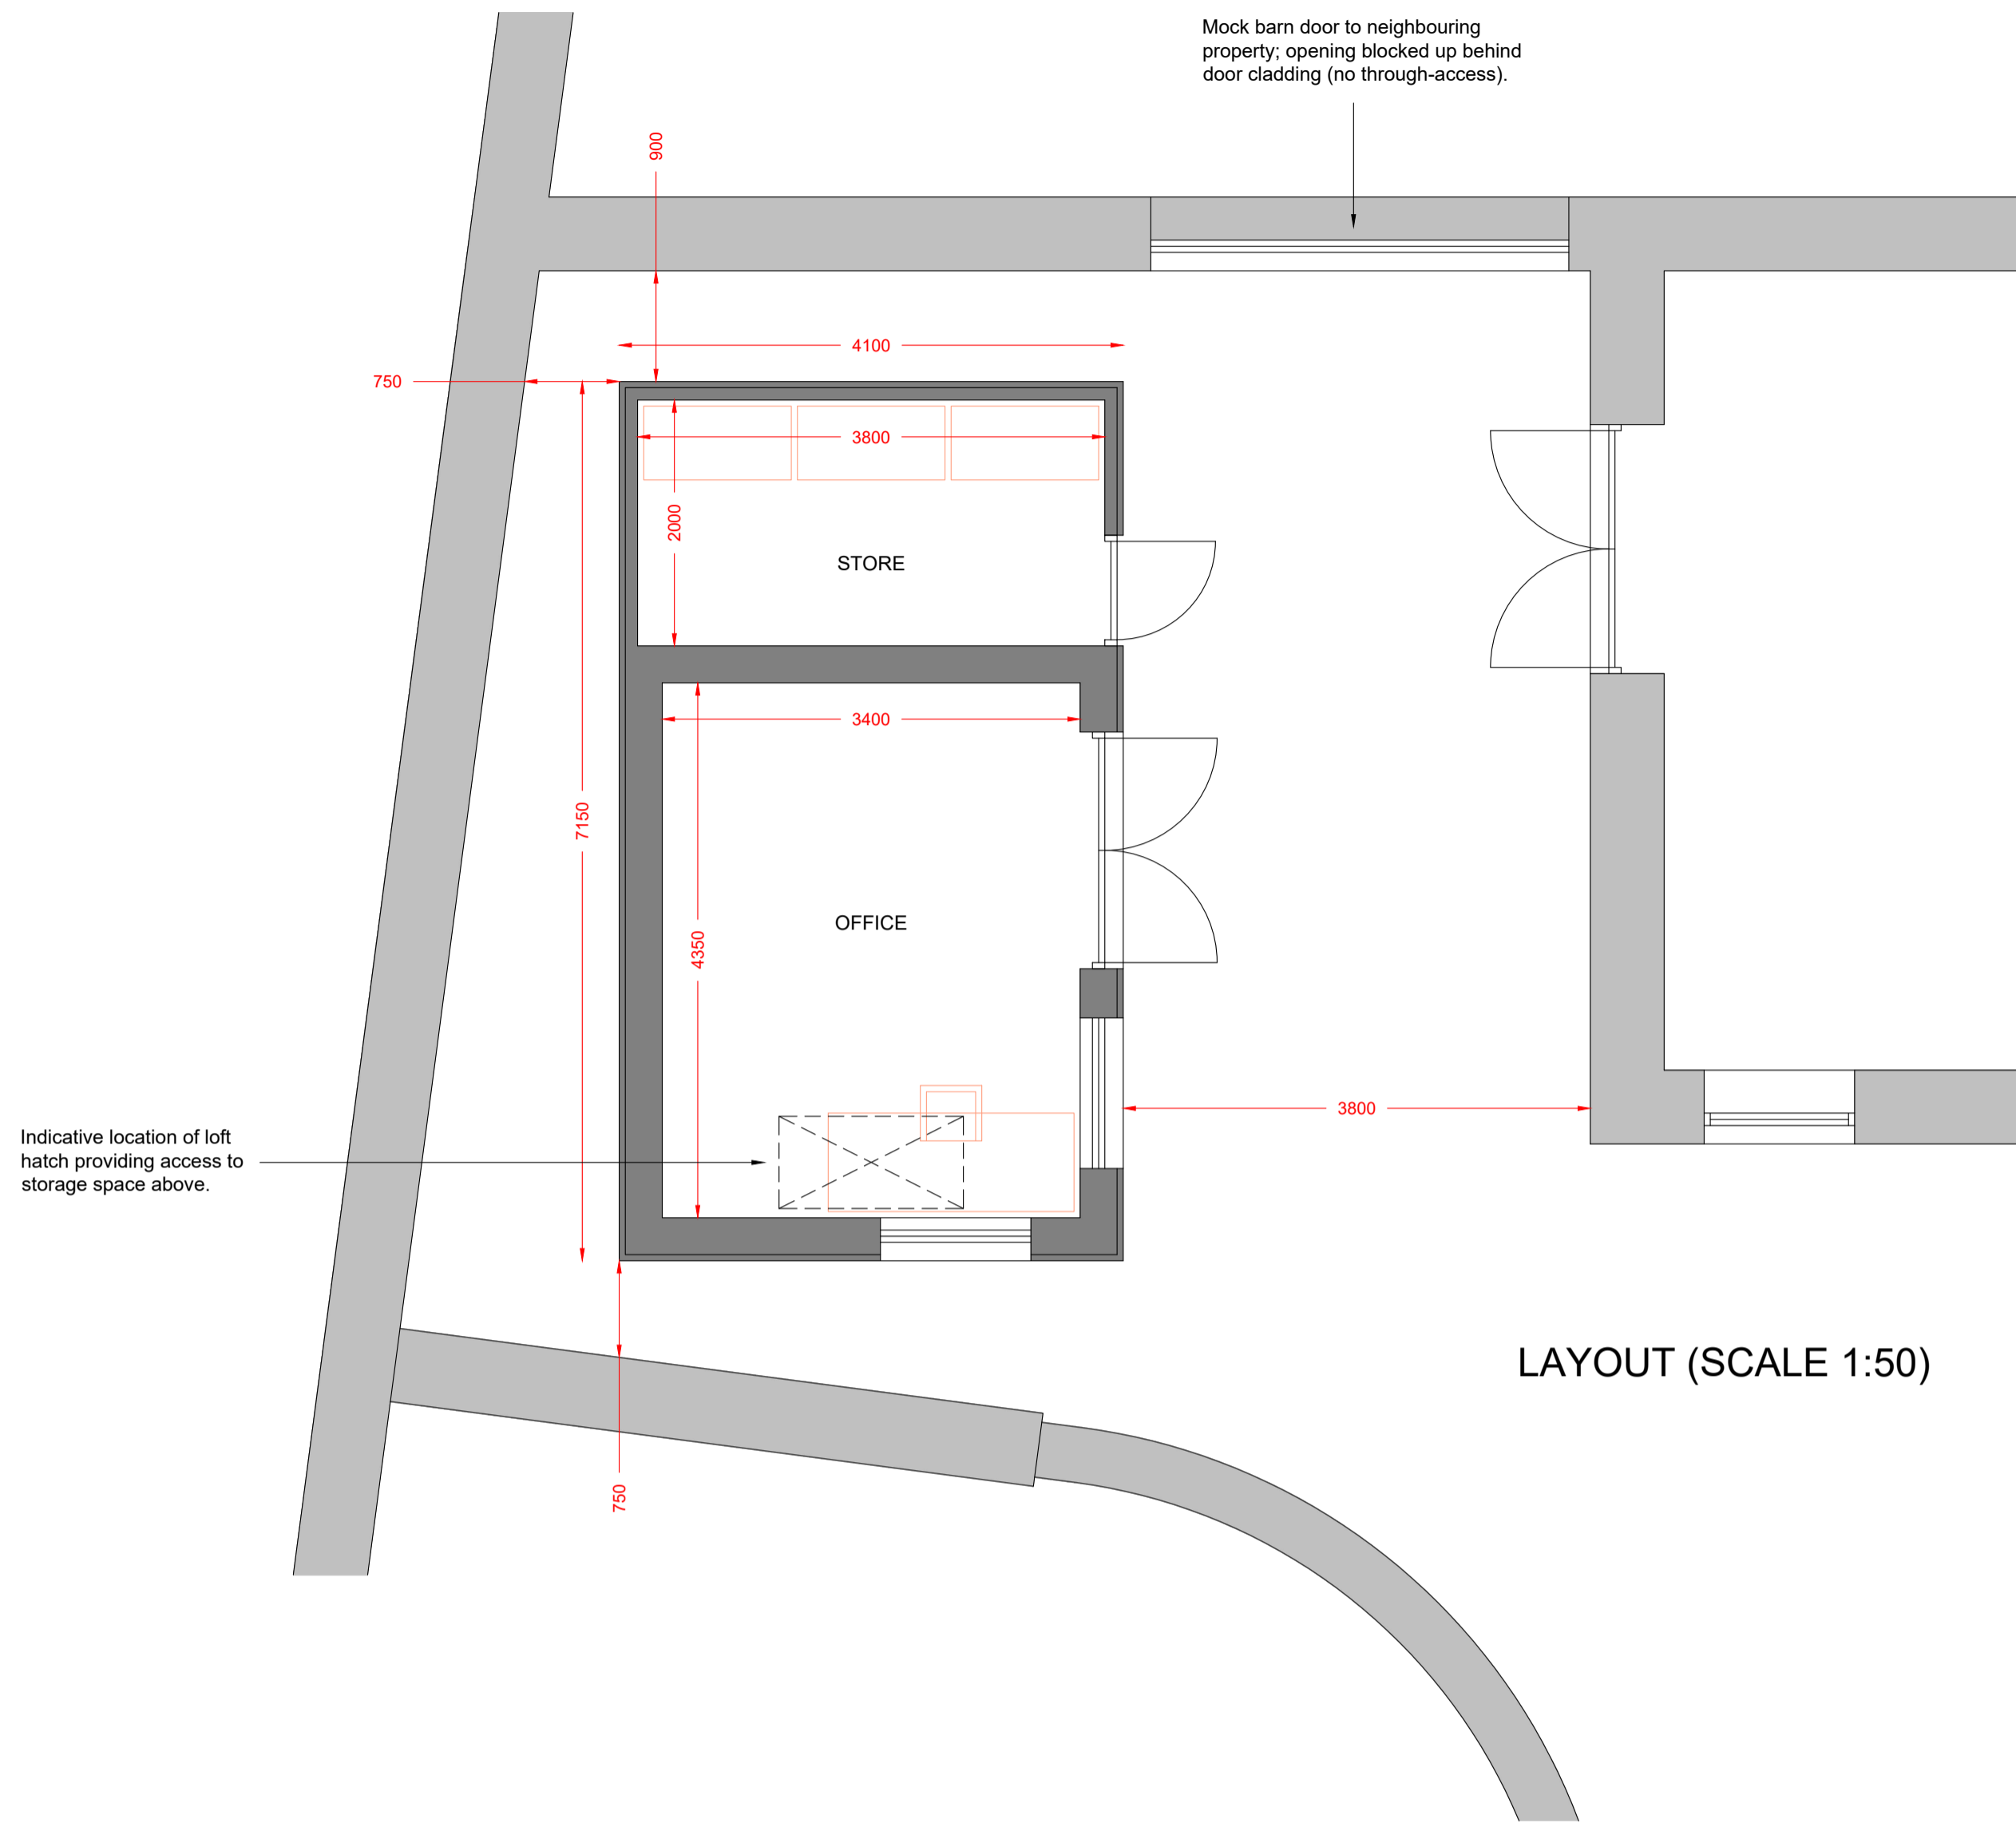 Mock barn door to neighbouring
property; opening blocked up behind
door cladding (no through-access).
900
4100
750
3800
2000
STORE
3400
7150
OFFICE
4350
3800
Indicative location of loft
hatch providing access to
storage space above.
LAYOUT (SCALE 1:50)
750